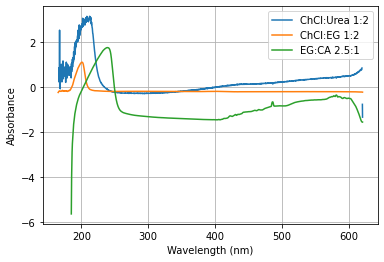 ChCl:Urea 1:2
ChCl:EG 1:2
EG:CA 2.5:1
Absorbance
2
0
−2
−4
−6
200 300 400 500 600
Wavelength (nm)